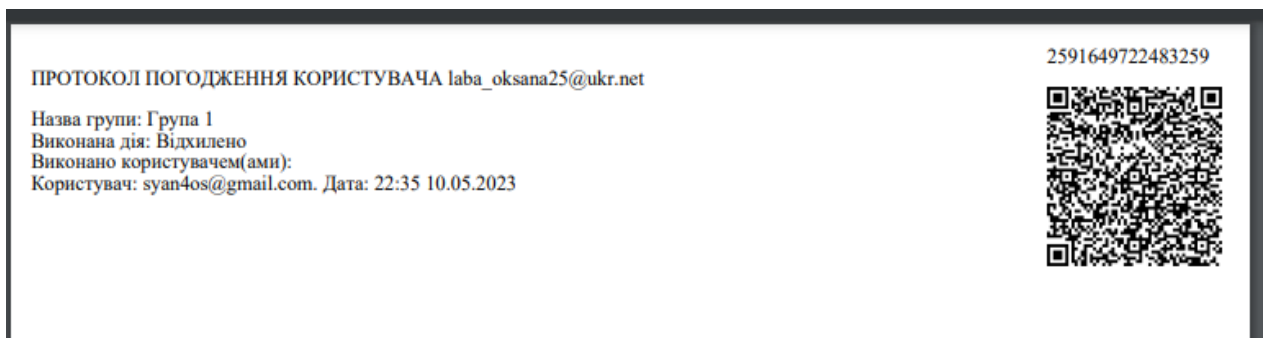 2591649722483259
ПРОТОКОЛ ПОГОДЖЕННЯ КОРИСТУВАЧА laba_oksana25@ukr.net
Назва групи: Група 1
Виконана дія: Відхилено
Виконано користувачем(ами):
Користувач: syan4os@gmail.com. Дата: 22:35 10.05.2023